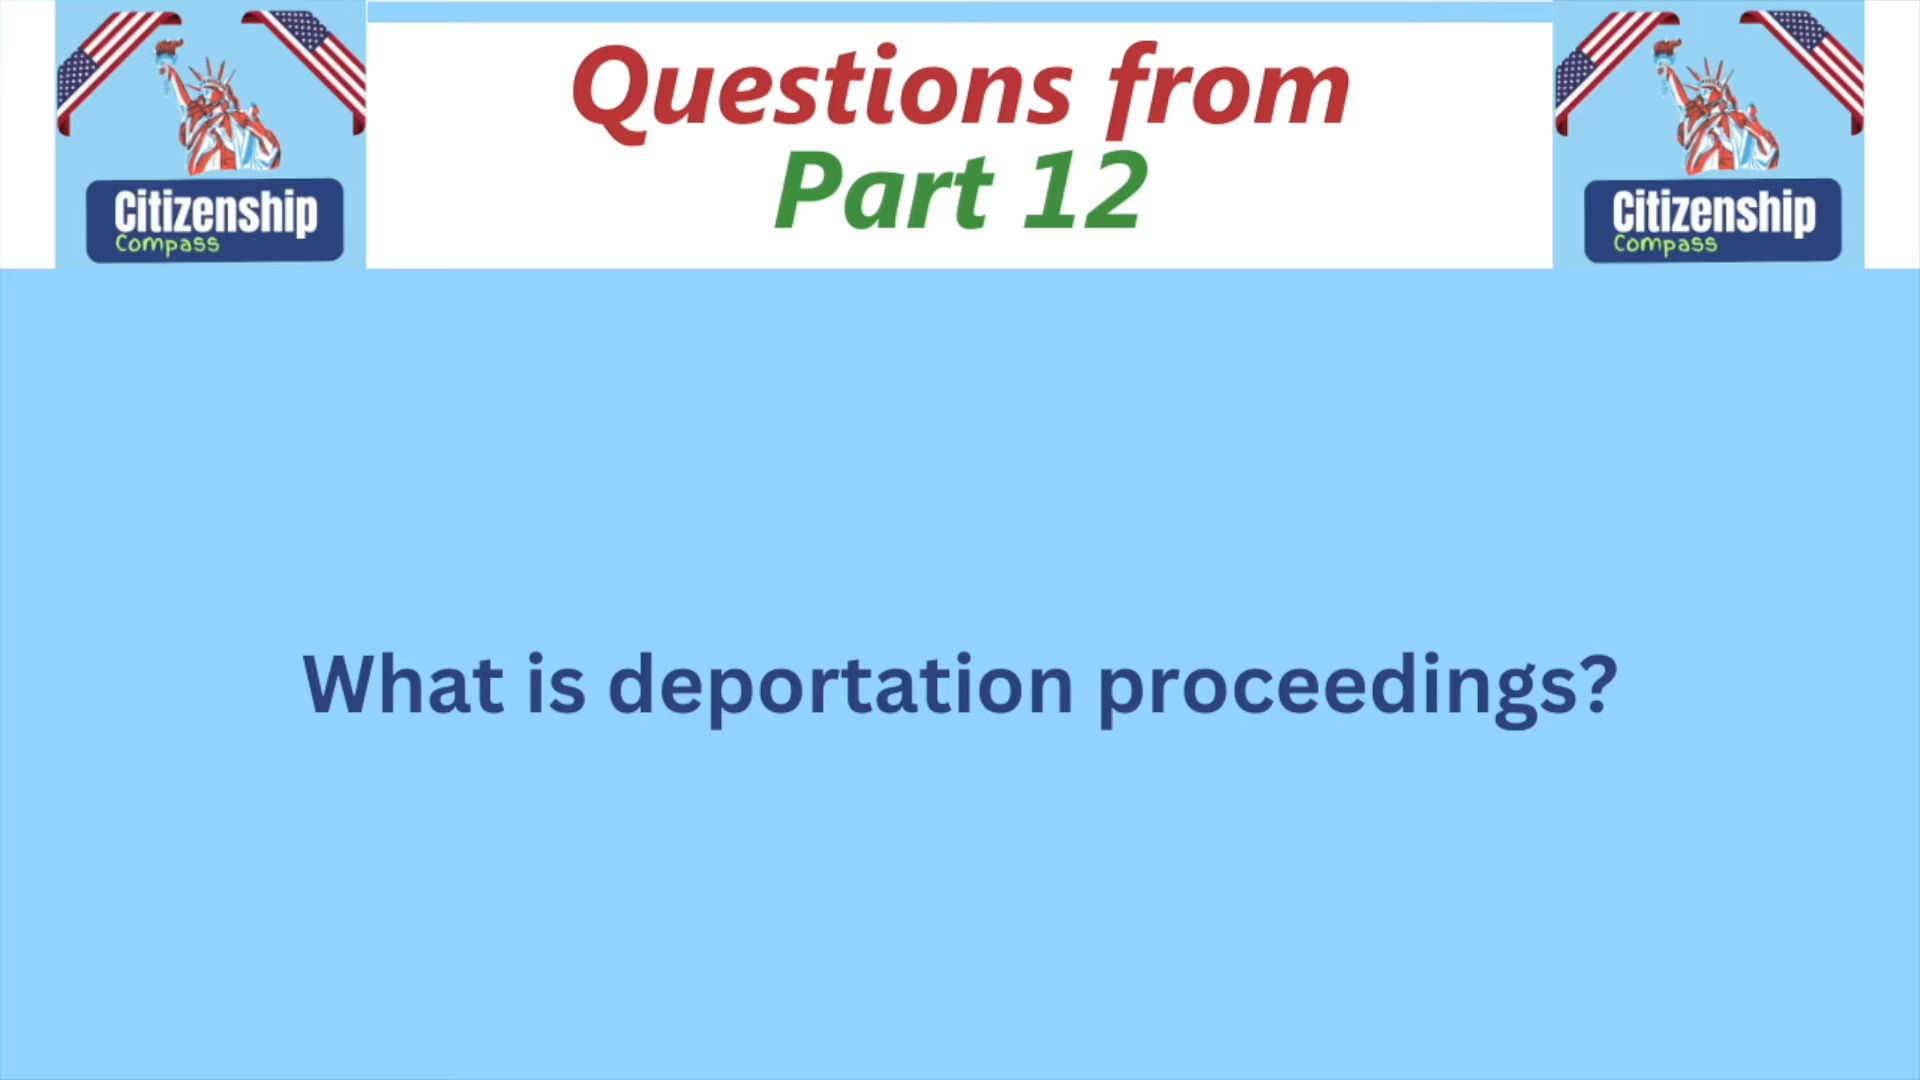 Questions from
Part 12
Citizenship
Compass
Citizenship
Compass
What is deportation proceedings?